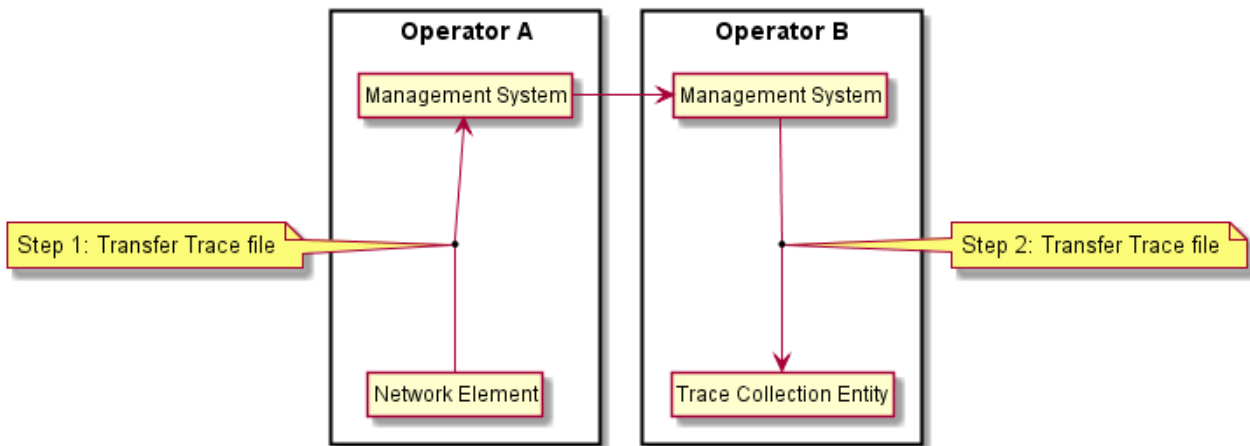 Operator A
Operator B
Management System
Management System
Step 1: Transfer Trace file
Step 2: Transfer Trace file
Network Element
Trace Collection Entity